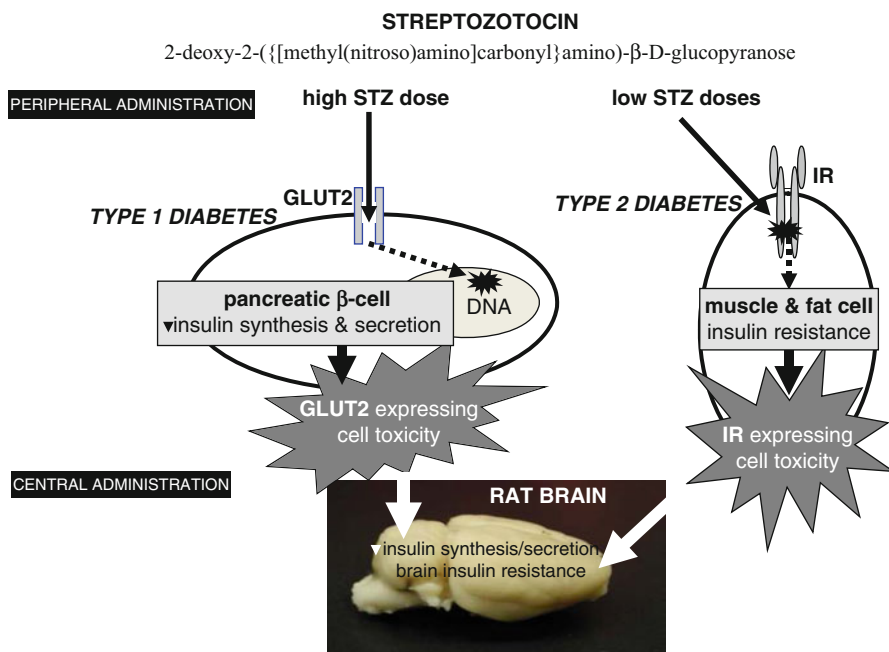 STREPTOZOTOCIN
2-deoxy-2-({[methyl(nitroso)amino]carbonyl}amino)-β-D-glucopyranose
PERIPHERAL ADMINISTRATION
high STZ dose
low STZ doses
GLUT2
IR
TYPE 1 DIABETES
TYPE 2 DIABETES
pancreatic β-cell
▾insulin synthesis & secretion
DNA
muscle & fat cell
insulin resistance
GLUT2 expressing
cell toxicity
IR expressing
cell toxicity
CENTRAL ADMINISTRATION
RAT BRAIN
▾insulin synthesis/secretion
brain insulin resistance